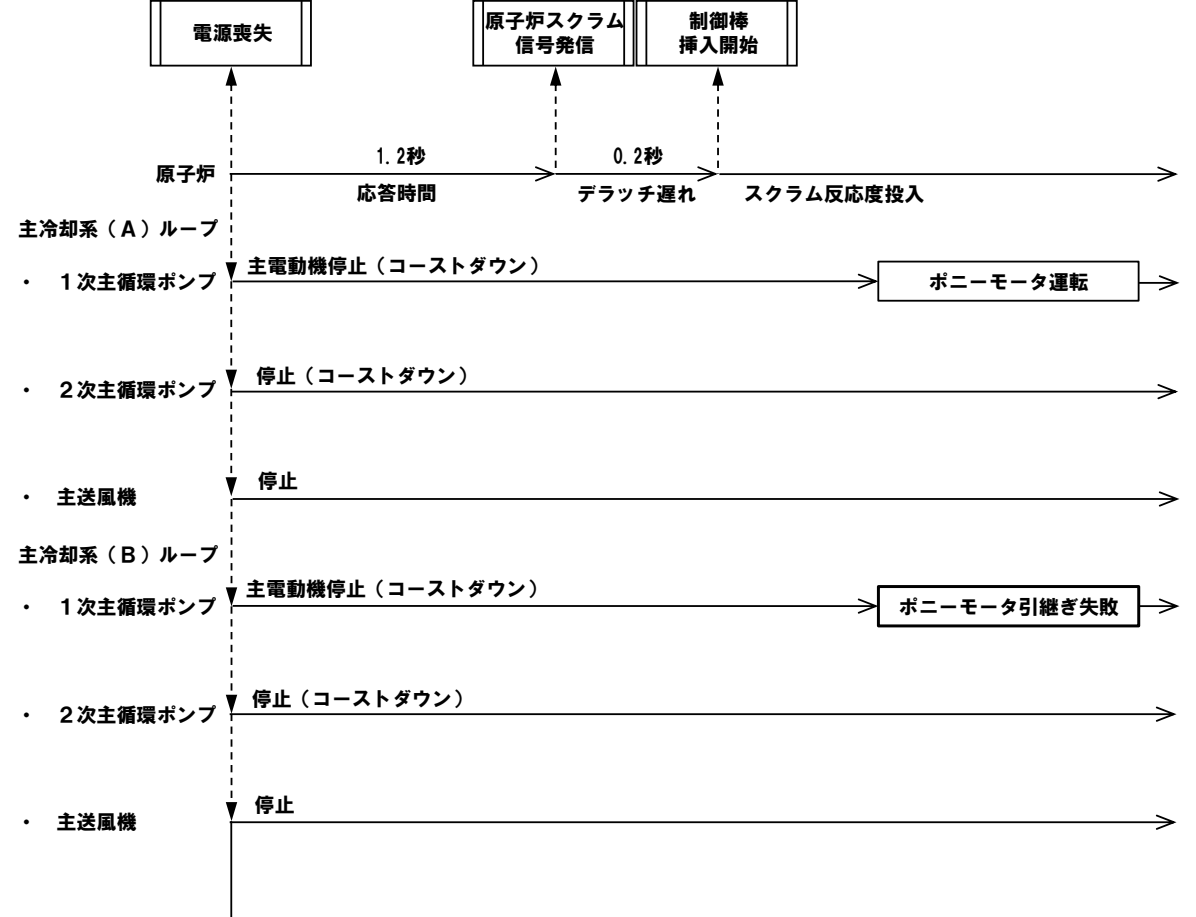 電源喪失
原子炉スクラム
信号発信
制御棒
挿入開始
1.2秒
0.2秒
原子炉
応答時間
デラッチ遅れ
スクラム反応度投入
主冷却系(A)ループ
主電動機停止(コーストダウン)
・ 1次主循環ポンプ
ポニーモータ運転
停止(コーストダウン)
・ 2次主循環ポンプ
停止
・ 主送風機
主冷却系(B)ループ
主電動機停止(コーストダウン)
・ 1次主循環ポンプ
ポニーモータ引継ぎ失敗
停止(コーストダウン)
・ 2次主循環ポンプ
停止
・ 主送風機